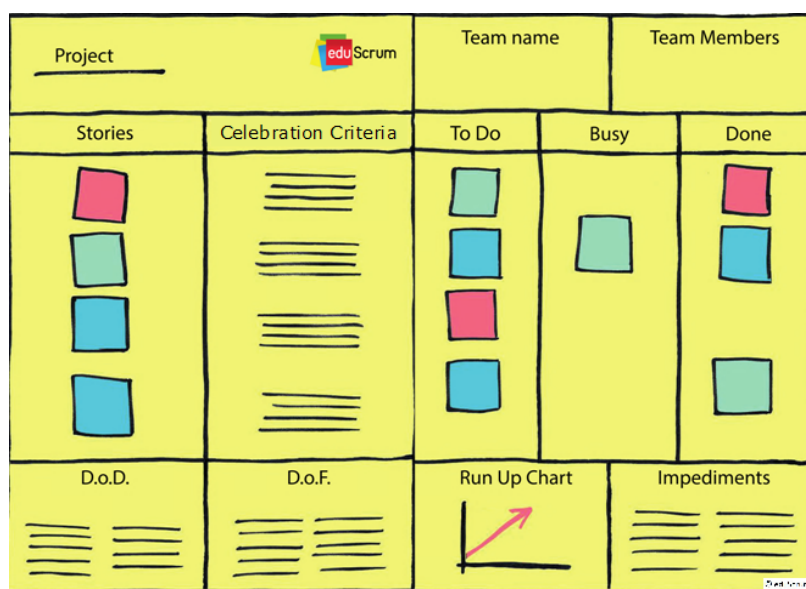 Project
eduScrum
Team name
Team Members
Stories
Celebration Criteria
To Do
Busy
Done
D.o.D.
D.o.F.
Run Up Chart
Impediments